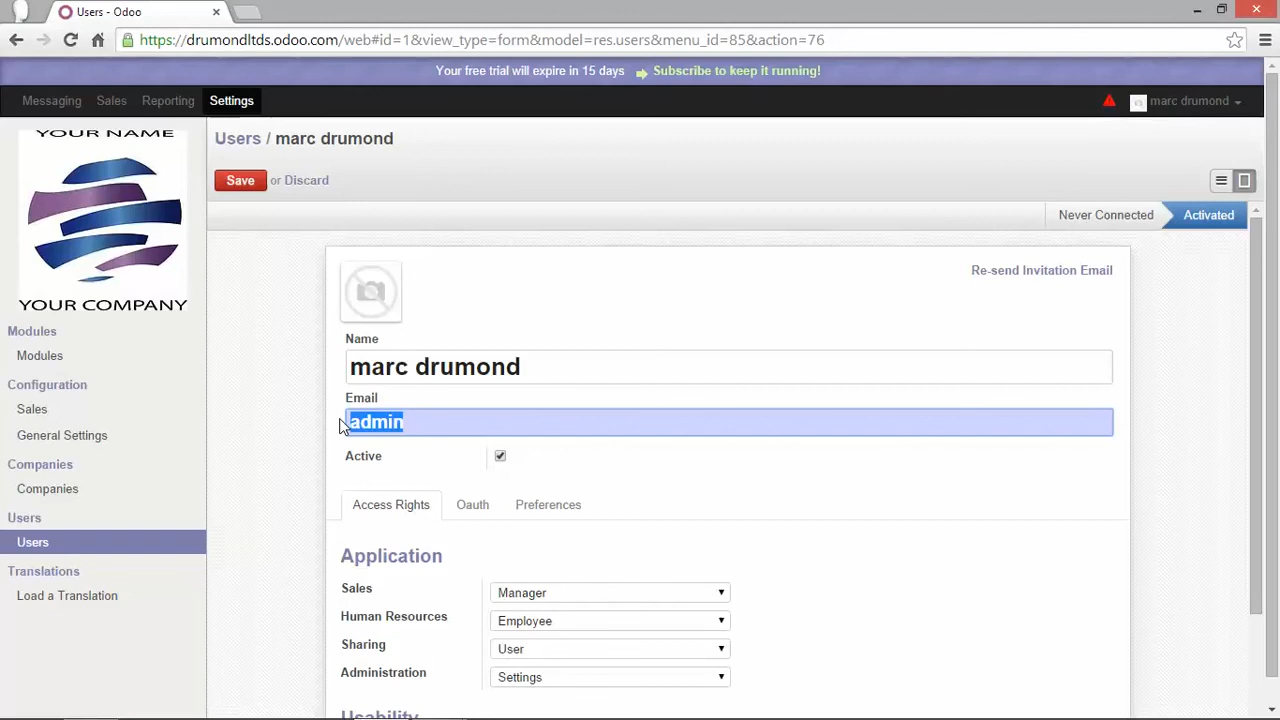 Users - Odoo
https://drumondltds.odoo.com/web#id=1&view_type=form&model=res.users&menu_id=85&action=76
Your free trial will expire in 15 days Subscribe to keep it running!
Messaging Sales Reporting Settings marc drumond
YOUR NAME
YOUR COMPANY
Modules
Modules
Configuration
Sales
General Settings
Companies
Companies
Users
Users
Translations
Load a Translation
Users / marc drumond
Save or Discard
Never Connected Activated
Re-send Invitation Email
Name
marc drumond
Email
admin
Active
Access Rights Oauth Preferences
Application
Sales Manager
Human Resources Employee
Sharing User
Administration Settings
Usability